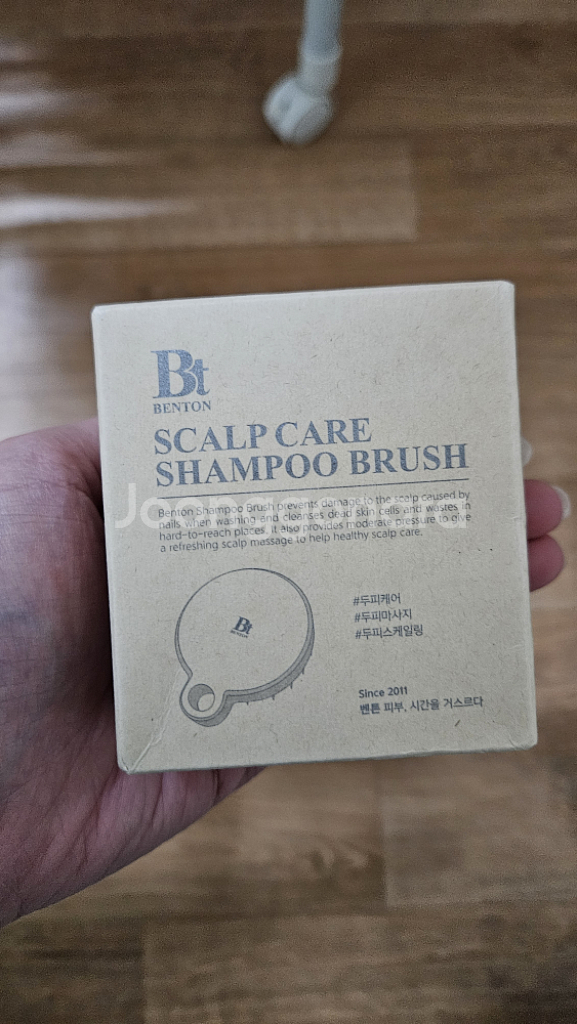 Bt
BENTON
SCALP CARE
SHAMPOO BRUSH
Benton Shampoo Brush prevents damage to the scalp caused by
nails when washing and cleanses dead skin cells and wastes in
hard-to-reach places. It also provides moderate pressure to give
a refreshing scalp massage to help healthy scalp care.
Bt
BENTON
#두피케어
#두피마사지
#두피스케일링
Since 2011
벤튼 피부, 시간을 거스르다